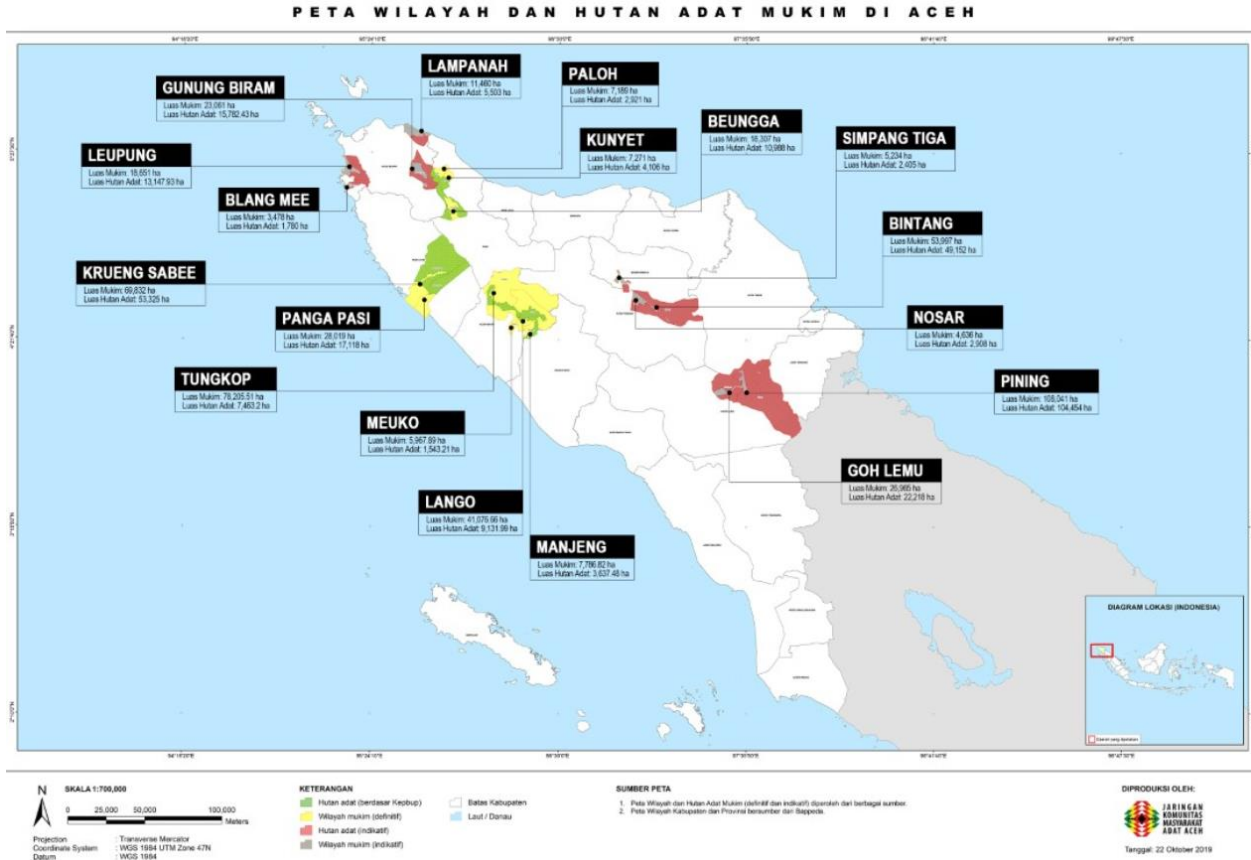 PETA WILAYAH DAN HUTAN ADAT MUKIM DI ACEH
LAMPANAH
Luas Mukim: 11,460 ha
Luas Hutan Adat: 5,503 ha
PALOH
Luas Mukim: 7,189 ha
Luas Hutan Adat: 2,921 ha
GUNUNG BIRAM
Luas Mukim: 23,061 ha
Luas Hutan Adat: 15,782.43 ha
BEUNGGA
Luas Mukim: 18,307 ha
Luas Hutan Adat: 10,988 ha
KUNYET
Luas Mukim: 7,271 ha
Luas Hutan Adat: 4,106 ha
SIMPANG TIGA
Luas Mukim: 5,234 ha
Luas Hutan Adat: 2,405 ha
LEUPUNG
Luas Mukim: 18,651 ha
Luas Hutan Adat: 13,147.93 ha
BLANG MEE
Luas Mukim: 3,478 ha
Luas Hutan Adat: 1,780 ha
BINTANG
Luas Mukim: 53,997 ha
Luas Hutan Adat: 49,152 ha
KRUENG SABEE
Luas Mukim: 69,832 ha
Luas Hutan Adat: 53,325 ha
PANGA PASI
Luas Mukim: 28,019 ha
Luas Hutan Adat: 17,118 ha
NOSAR
Luas Mukim: 4,636 ha
Luas Hutan Adat: 2,908 ha
TUNGKOP
Luas Mukim: 78,205.51 ha
Luas Hutan Adat: 7,463.2 ha
PINING
Luas Mukim: 108,041 ha
Luas Hutan Adat: 104,454 ha
MEUKO
Luas Mukim: 5,967.89 ha
Luas Hutan Adat: 1,543.21 ha
GOH LEMU
Luas Mukim: 26,965 ha
Luas Hutan Adat: 22,218 ha
LANGO
Luas Mukim: 41,075.66 ha
Luas Hutan Adat: 9,131.99 ha
MANJENG
Luas Mukim: 7,786.82 ha
Luas Hutan Adat: 3,637.48 ha
DIAGRAM LOKASI (INDONESIA)
Daerah yang dipetakan
N
SKALA 1:700,000
0 25.000 50,000 100.000
Meters
Projection : Transverse Mercator
Coordinate System : WGS 1984 UTM Zone 47N
Datum : WGS 1984
KETERANGAN
Hutan adat (berdasar Kepbup)
Wilayah mukim (definitif)
Hutan adat (indikatif)
Wilayah mukim (indikatif)
Batas Kabupaten
Laut / Danau
SUMBER PETA
1. Peta Wilayah dan Hutan Adat Mukim (definitif dan indikatif) diperoleh dari berbagai sumber.
2. Peta Wilayah Kabupaten dan Provinsi bersumber dari Bappeda.
DIPRODUKSI OLEH:
JARINGAN
KOMUNITAS
MASYARAKAT
ADAT ACEH
Tanggal: 22 Oktober 2019